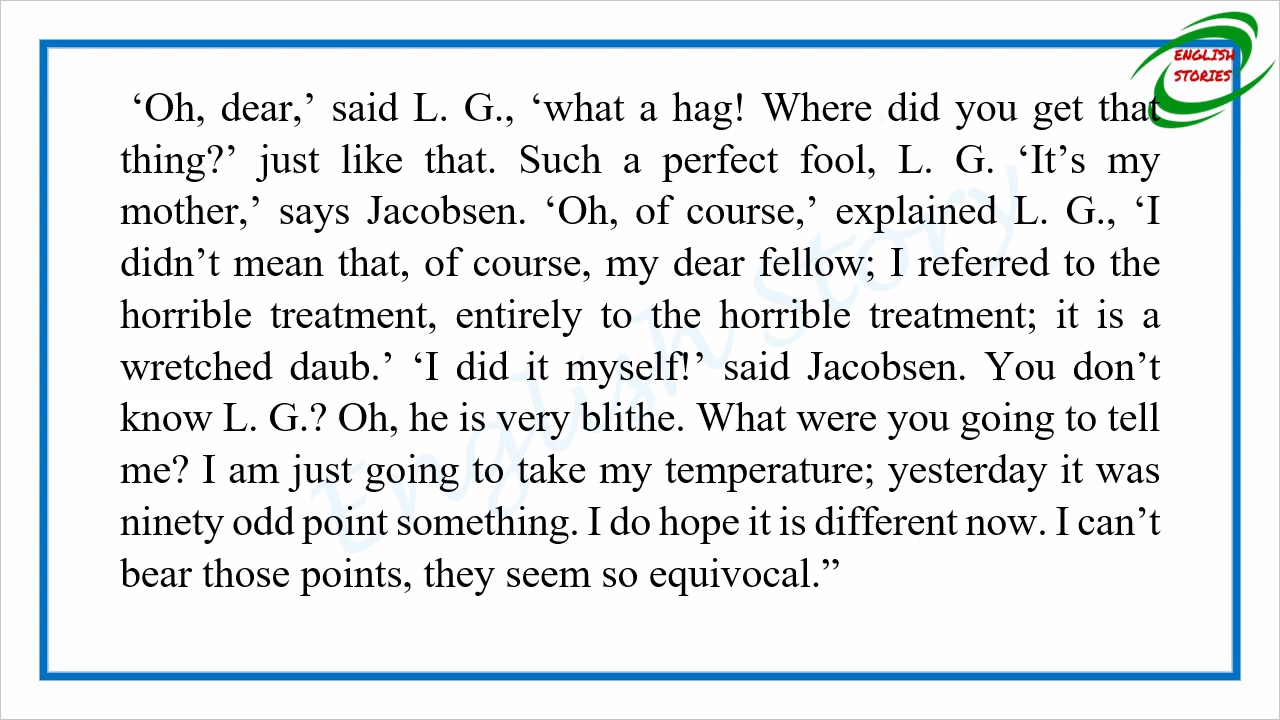 ENGLISH
STORIES
‘Oh, dear,’ said L. G., ‘what a hag! Where did you get that
thing?’ just like that. Such a perfect fool, L. G. ‘It’s my
mother,’ says Jacobsen. ‘Oh, of course,’ explained L. G., ‘I
didn’t mean that, of course, my dear fellow; I referred to the
horrible treatment, entirely to the horrible treatment; it is a
wretched daub.’ ‘I did it myself!’ said Jacobsen. You don’t
know L. G.? Oh, he is very blithe. What were you going to tell
me? I am just going to take my temperature; yesterday it was
ninety odd point something. I do hope it is different now. I can’t
bear those points, they seem so equivocal.”
English Story